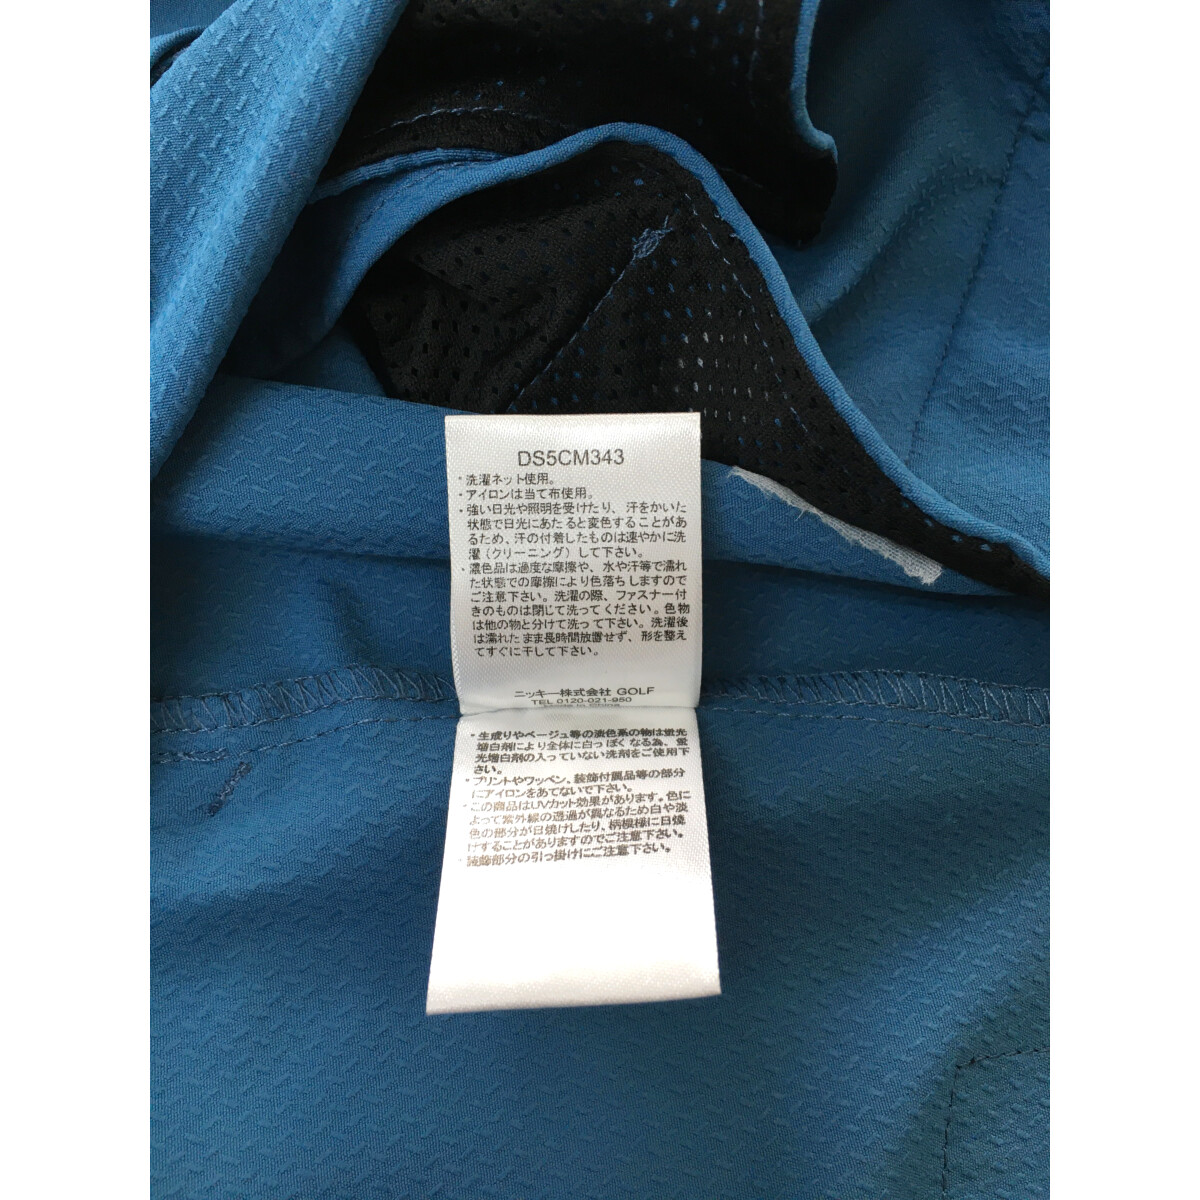 DS5CM343
・洗濯ネット使用。
・アイロンは当て布使用。
・強い日光や照明を受けたり、汗をかいた
状態で日光にあたると変色することがあ
るため、汗の付着したものは速やかに洗
濯(クリーニング)して下さい。
・濃色品は過度な摩擦や、水や汗等で濡れ
た状態での摩擦により色落ちしますので
ご注意下さい。洗濯の際、ファスナー付
きのものは閉じて洗ってください。色物
は他の物と分けて洗って下さい。洗濯後
は濡れたまま長時間放置せず、形を整え
てすぐに干して下さい。
ニッキー株式会社 GOLF
TEL 0120-021-950
Made in China
・生成りやベージュ等の淡色系の物は蛍光
増白剤により全体に白っぽくなる為、蛍
光増白剤の入っていない洗剤をご使用下
さい。
・プリントやワッペン、装飾付属品等の部分
にアイロンをあてないで下さい。
・この商品はUVカット効果があります。色に
よって紫外線の透過が異なるため白や淡
色の部分が日焼けしたり、柄模様に日焼
けすることがありますのでご注意下さい。
・装飾部分の引っ掛けにご注意下さい。